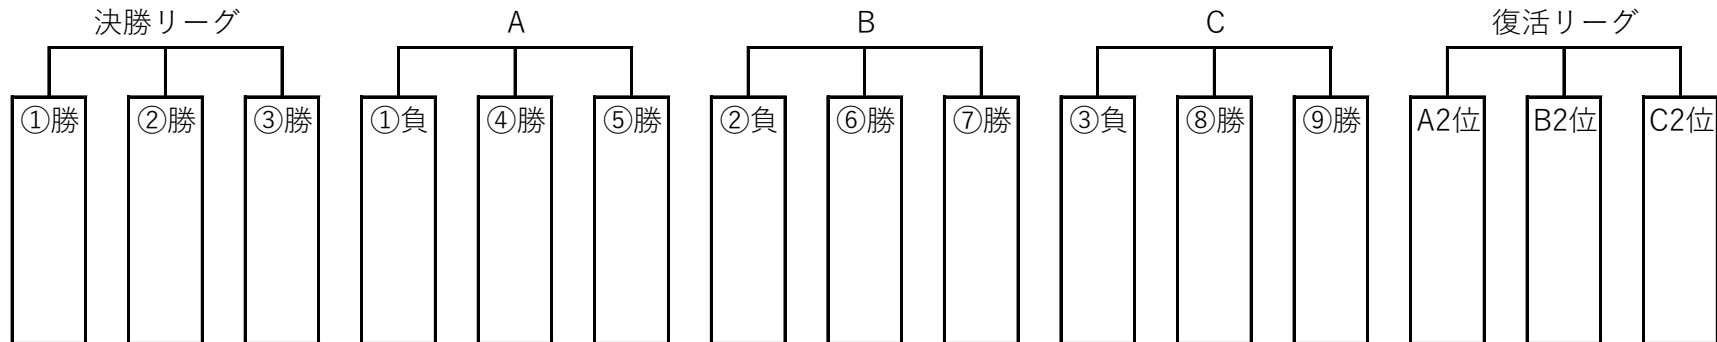 決勝リーグ A B C 復活リーグ
①勝 ②勝 ③勝 ①負 ④勝 ⑤勝 ②負 ⑥勝 ⑦勝 ③負 ⑧勝 ⑨勝 A2位 B2位 C2位